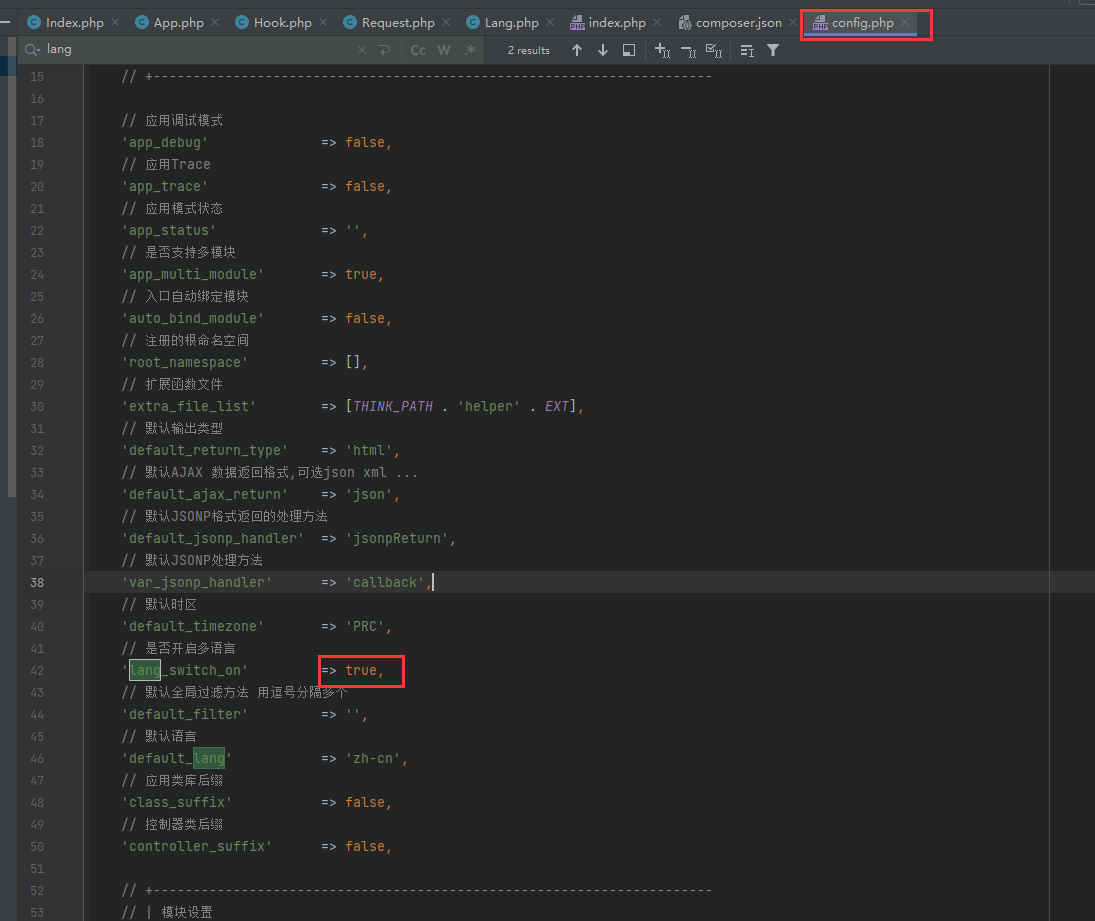 Index.php App.php Hook.php Request.php Lang.php index.php composer.json config.php
lang Cc W .* 2 results
15 // +----------------------------------------------------------------------
16
17 // 应用调试模式
18 'app_debug' => false,
19 // 应用Trace
20 'app_trace' => false,
21 // 应用模式状态
22 'app_status' => '',
23 // 是否支持多模块
24 'app_multi_module' => true,
25 // 入口自动绑定模块
26 'auto_bind_module' => false,
27 // 注册的根命名空间
28 'root_namespace' => [],
29 // 扩展函数文件
30 'extra_file_list' => [THINK_PATH . 'helper' . EXT],
31 // 默认输出类型
32 'default_return_type' => 'html',
33 // 默认AJAX 数据返回格式,可选json xml ...
34 'default_ajax_return' => 'json',
35 // 默认JSONP格式返回的处理方法
36 'default_jsonp_handler' => 'jsonpReturn',
37 // 默认JSONP处理方法
38 'var_jsonp_handler' => 'callback',
39 // 默认时区
40 'default_timezone' => 'PRC',
41 // 是否开启多语言
42 'lang_switch_on' => true,
43 // 默认全局过滤方法 用逗号分隔多个
44 'default_filter' => '',
45 // 默认语言
46 'default_lang' => 'zh-cn',
47 // 应用类库后缀
48 'class_suffix' => false,
49 // 控制器类后缀
50 'controller_suffix' => false,
51
52 // +----------------------------------------------------------------------
53 // | 模块设置